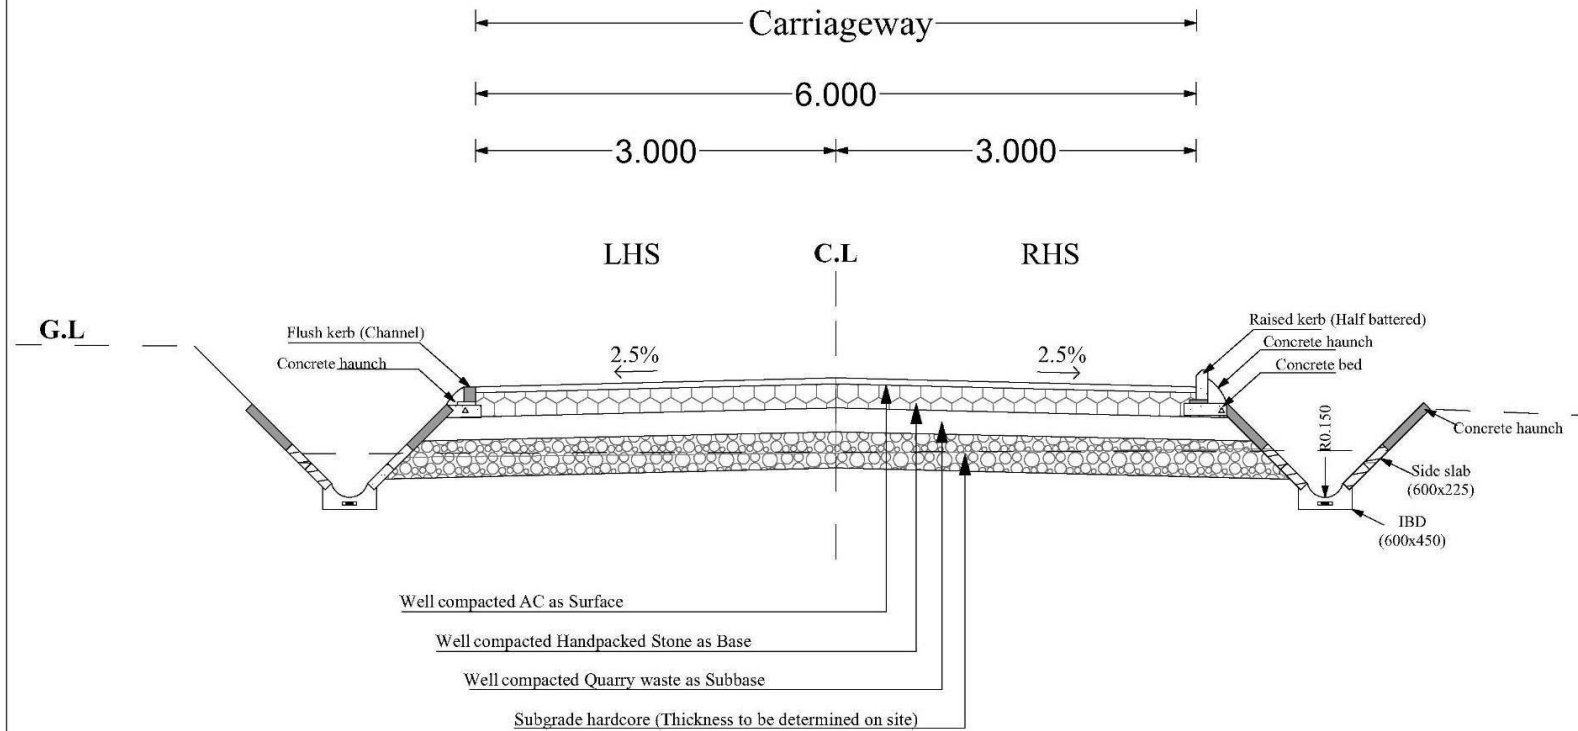 Carriageway
6.000
3.000
3.000
LHS
C.L
RHS
G.L
Flush kerb (Channel)
Concrete haunch
2.5%
2.5%
Raised kerb (Half battered)
Concrete haunch
Concrete bed
R0.150
Concrete haunch
Side slab
(600x225)
IBD
(600x450)
Well compacted AC as Surface
Well compacted Handpacked Stone as Base
Well compacted Quarry waste as Subbase
Subgrade hardcore (Thickness to be determined on site)